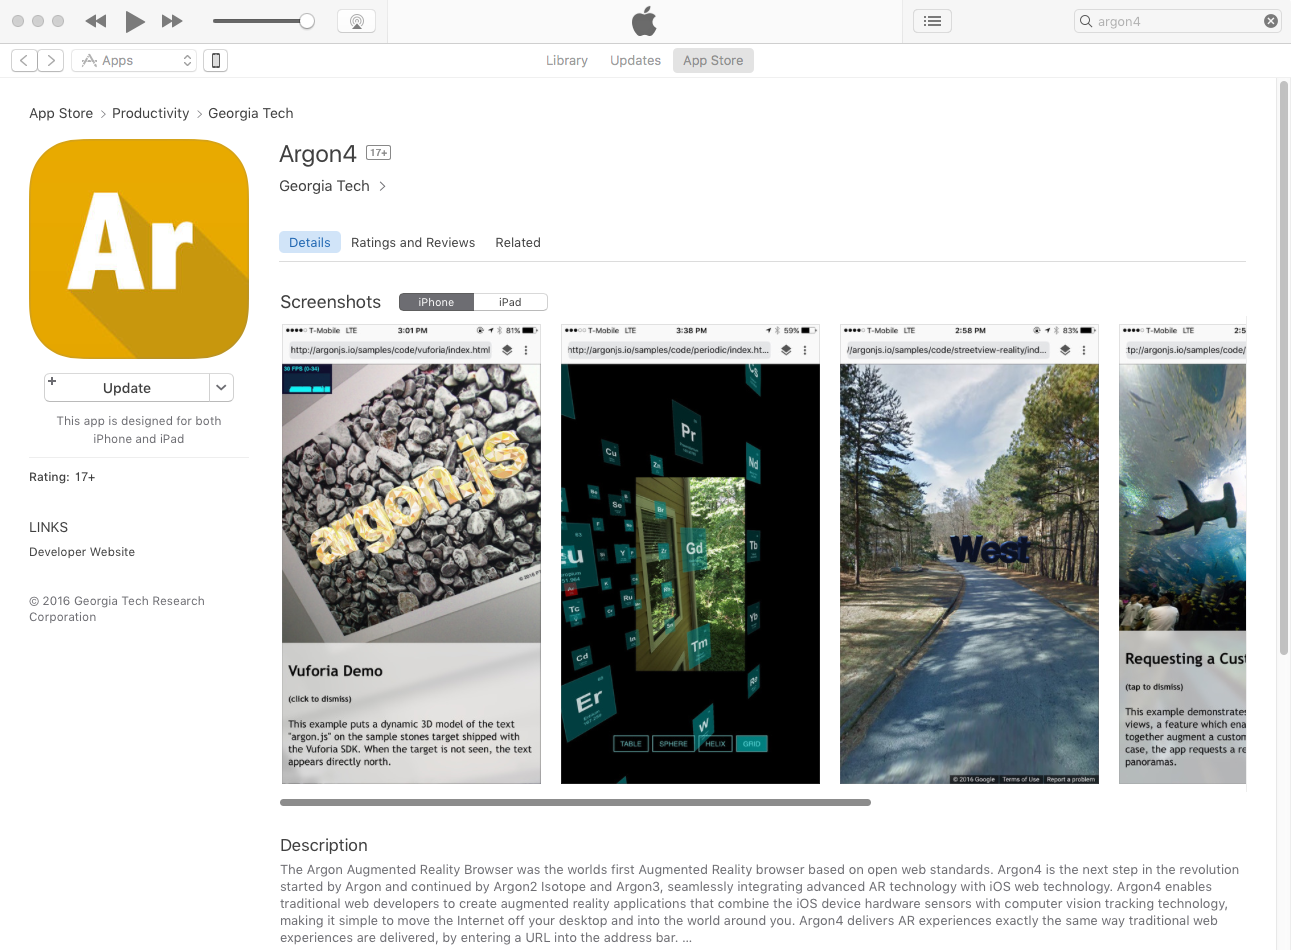 argon4
Apps
Library
Updates
App Store
App Store > Productivity > Georgia Tech
Ar
Argon4 17+
Georgia Tech >
Details
Ratings and Reviews
Related
+ Update
This app is designed for both
iPhone and iPad
Rating: 17+
LINKS
Developer Website
© 2016 Georgia Tech Research
Corporation
Screenshots
iPhone
iPad
T-Mobile LTE 3:01 PM 81%
http://argonjs.io/samples/code/vuforia/index.html
30 FPS (0-34)
argon.js
Vuforia Demo
(click to dismiss)
This example puts a dynamic 3D model of the text
"argon.js" on the sample stones target shipped with
the Vuforia SDK. When the target is not seen, the text
appears directly north.
T-Mobile LTE 3:38 PM 59%
http://argonjs.io/samples/code/periodic/index.ht...
Pr
Cu
Zn
Nd
Se
Br
Gd
Tb
Y
Zr
Tc
Ru
Rh
Yb
In
Sn
Tm
Cd
Er
W
TABLE
SPHERE
HELIX
GRID
T-Mobile LTE 2:58 PM 83%
//argonjs.io/samples/code/streetview-reality/ind...
West
© 2016 Google
Terms of Use
Report a problem
T-Mobile LTE 2:5
tp://argonjs.io/samples/code/
Requesting a Cust
(tap to dismiss)
This example demonstrates
views, a feature which ena
together augment a custom
case, the app requests a re
panoramas.
Description
The Argon Augmented Reality Browser was the worlds first Augmented Reality browser based on open web standards. Argon4 is the next step in the revolution
started by Argon and continued by Argon2 Isotope and Argon3, seamlessly integrating advanced AR technology with iOS web technology. Argon4 enables
traditional web developers to create augmented reality applications that combine the iOS device hardware sensors with computer vision tracking technology,
making it simple to move the Internet off your desktop and into the world around you. Argon4 delivers AR experiences exactly the same way traditional web
experiences are delivered, by entering a URL into the address bar. ...